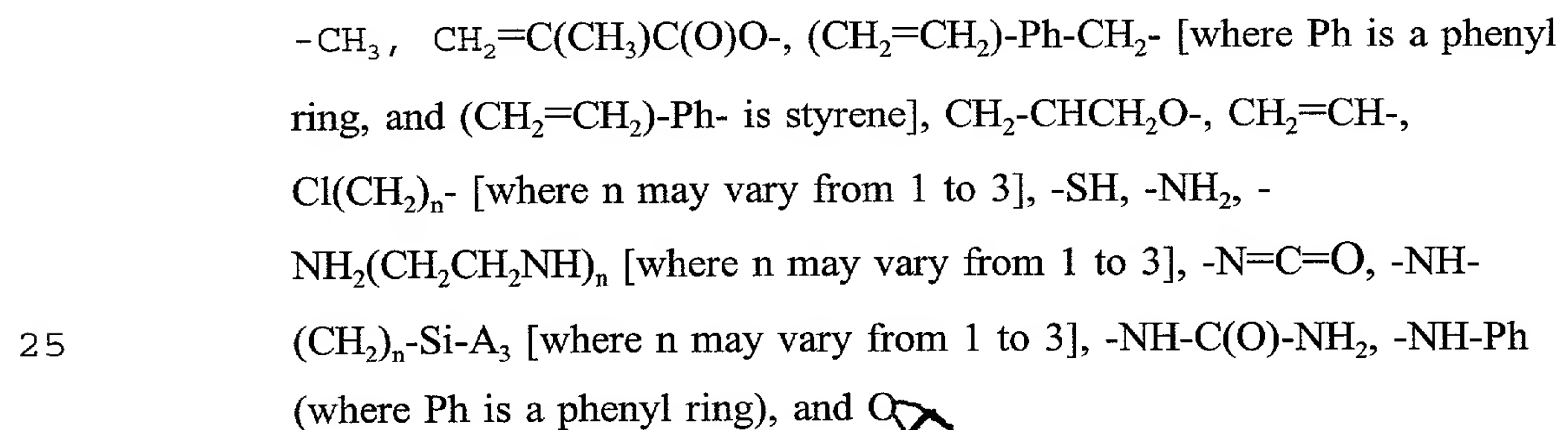 -CH₃, CH₂=C(CH₃)C(O)O-, (CH₂=CH₂)-Ph-CH₂- [where Ph is a phenyl
ring, and (CH₂=CH₂)-Ph- is styrene], CH₂-CHCH₂O-, CH₂=CH-,
Cl(CH₂)ₙ- [where n may vary from 1 to 3], -SH, -NH₂, -
NH₂(CH₂CH₂NH)ₙ [where n may vary from 1 to 3], -N=C=O, -NH-
25 (CH₂)ₙ-Si-A₃ [where n may vary from 1 to 3], -NH-C(O)-NH₂, -NH-Ph
(where Ph is a phenyl ring), and O